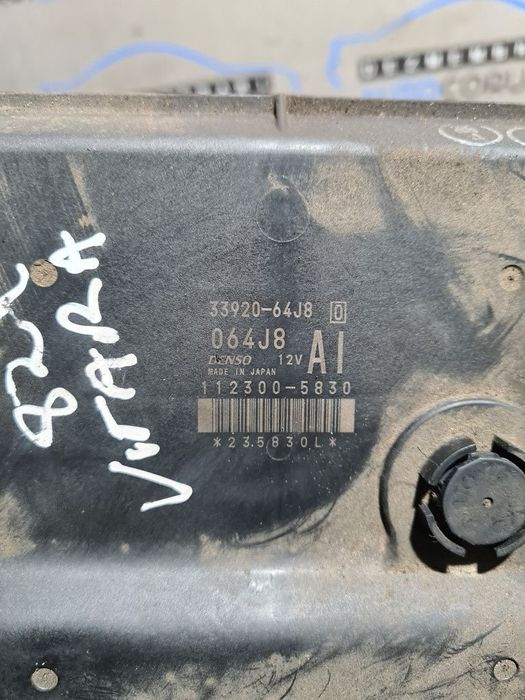 33920-64J8 0
064J8
DENSO 12V AI
MADE IN JAPAN
112300-5830
*235830L*
VITARA